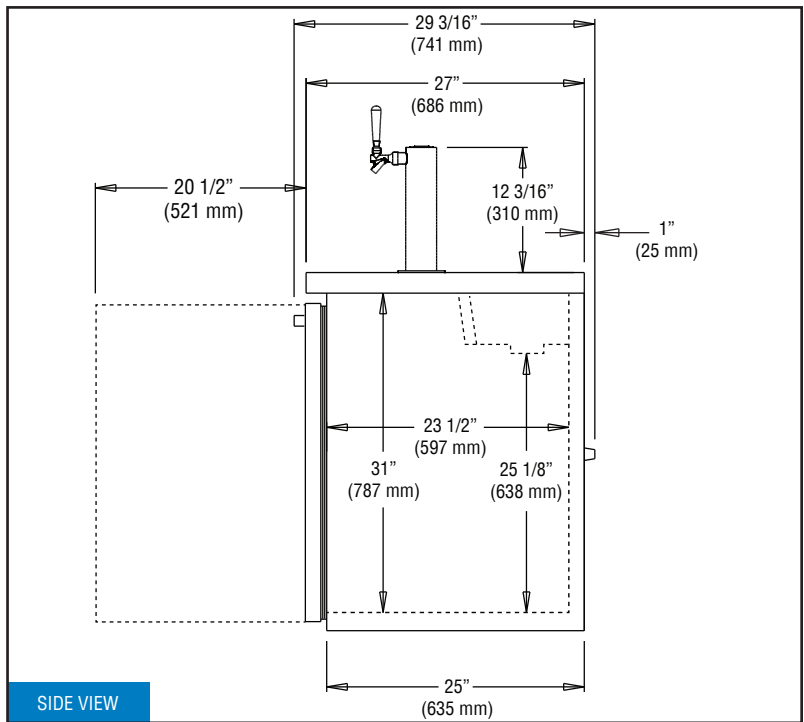 29 3/16”
(741 mm)
27”
(686 mm)
20 1/2”
(521 mm)
12 3/16”
(310 mm)
1”
(25 mm)
23 1/2”
(597 mm)
31”
(787 mm)
25 1/8”
(638 mm)
25”
(635 mm)
SIDE VIEW